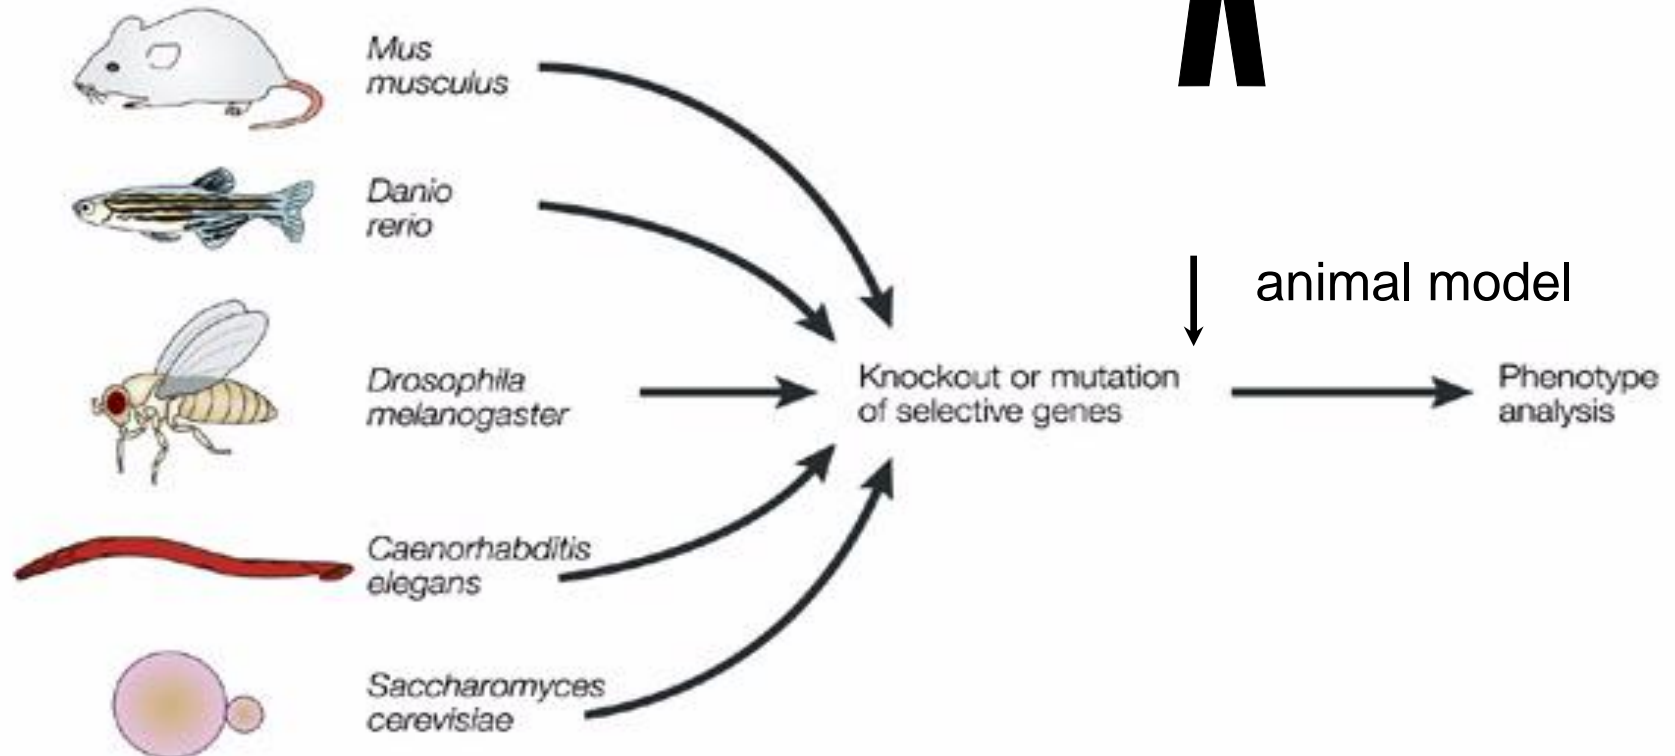 Mus
musculus
Danio
rerio
animal model
Drosophila
melanogaster
Knockout or mutation
of selective genes
Phenotype
analysis
Caenorhabditis
elegans
Saccharomyces
cerevisiae